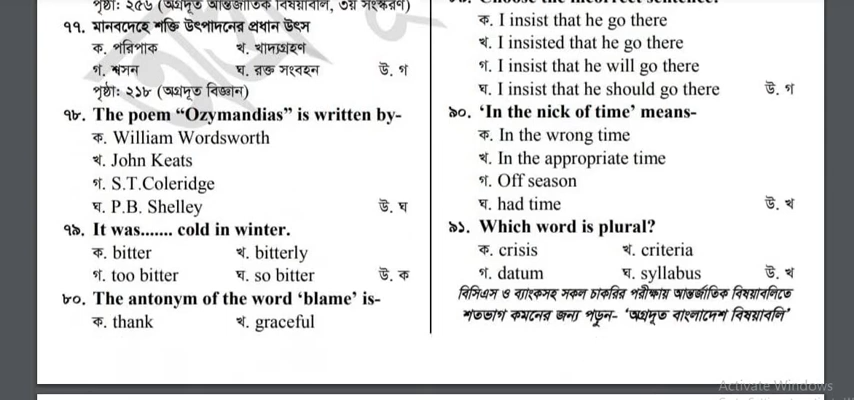 পৃষ্ঠা: ২৫৬ (অগ্রদূত আন্তর্জাতিক বিষয়াবলি, ৩য় সংস্করণ)
৭৭. মানবদেহে শক্তি উৎপাদনের প্রধান উৎস
ক. পরিপাক খ. খাদ্যগ্রহণ
গ. শ্বসন ঘ. রক্ত সংবহন উ. গ
পৃষ্ঠা: ২১৮ (অগ্রদূত বিজ্ঞান)
৭৮. The poem “Ozymandias” is written by-
ক. William Wordsworth
খ. John Keats
গ. S.T.Coleridge
ঘ. P.B. Shelley উ. ঘ
৭৯. It was....... cold in winter.
ক. bitter খ. bitterly
গ. too bitter ঘ. so bitter উ. ক
৮০. The antonym of the word ‘blame’ is-
ক. thank খ. graceful
Choose the incorrect sentence.
ক. I insist that he go there
খ. I insisted that he go there
গ. I insist that he will go there
ঘ. I insist that he should go there উ. গ
৯০. ‘In the nick of time’ means-
ক. In the wrong time
খ. In the appropriate time
গ. Off season
ঘ. had time উ. খ
৯১. Which word is plural?
ক. crisis খ. criteria
গ. datum ঘ. syllabus উ. খ
বিসিএস ও ব্যাংকসহ সকল চাকরির পরীক্ষায় আন্তর্জাতিক বিষয়াবলিতে
শতভাগ কমনের জন্য পড়ুন- ‘অগ্রদূত বাংলাদেশ বিষয়াবলি’
Activate Windows